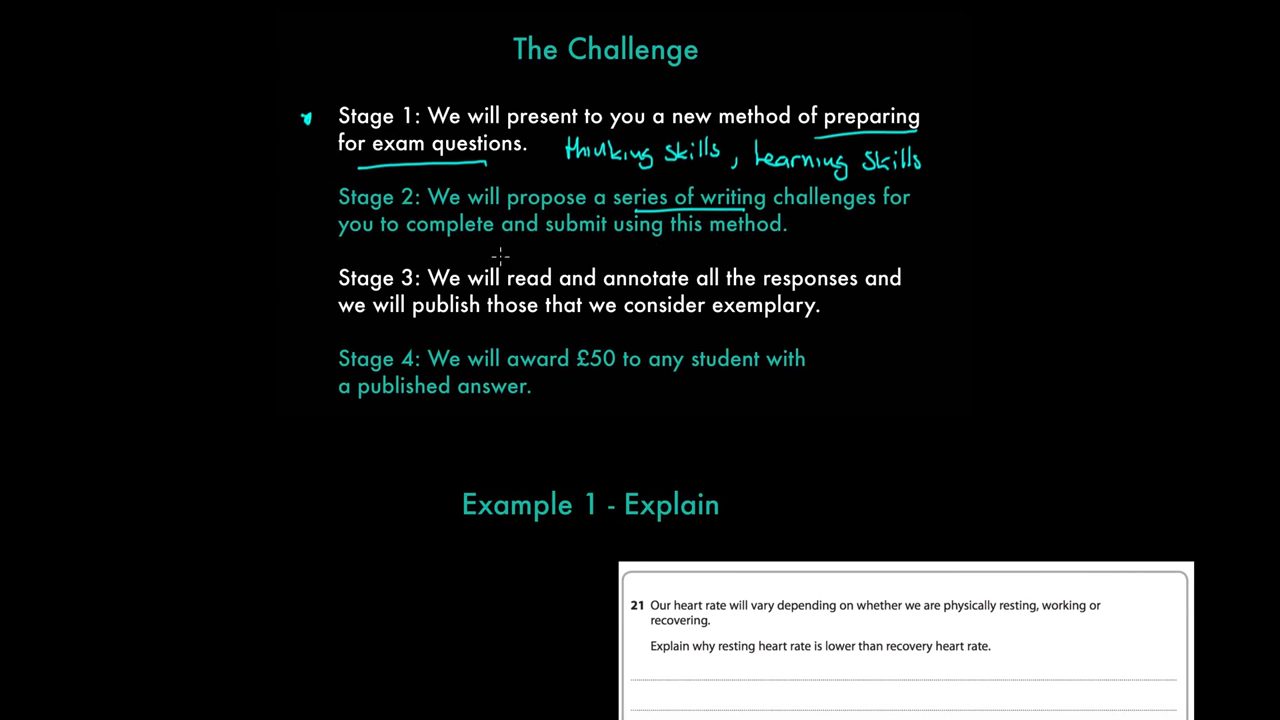 The Challenge
Stage 1: We will present to you a new method of preparing
for exam questions. thinking skills, Learning skills
Stage 2: We will propose a series of writing challenges for
you to complete and submit using this method.
Stage 3: We will read and annotate all the responses and
we will publish those that we consider exemplary.
Stage 4: We will award £50 to any student with
a published answer.
Example 1 - Explain
21 Our heart rate will vary depending on whether we are physically resting, working or
recovering.
Explain why resting heart rate is lower than recovery heart rate.